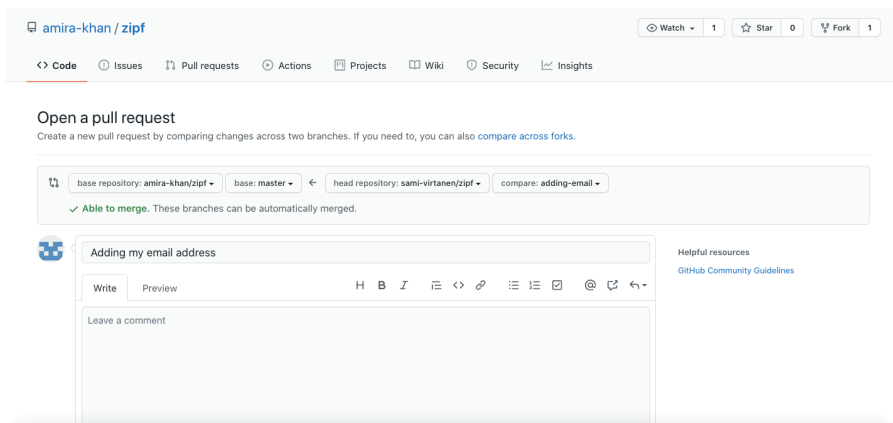 amira-khan / zipf
Watch 1 Star 0 Fork 1
<> Code Issues Pull requests Actions Projects Wiki Security Insights
Open a pull request
Create a new pull request by comparing changes across two branches. If you need to, you can also compare across forks.
base repository: amira-khan/zipf base: master ← head repository: sami-virtanen/zipf compare: adding-email
✓ Able to merge. These branches can be automatically merged.
Adding my email address
Helpful resources
GitHub Community Guidelines
Write Preview H B I <> @
Leave a comment